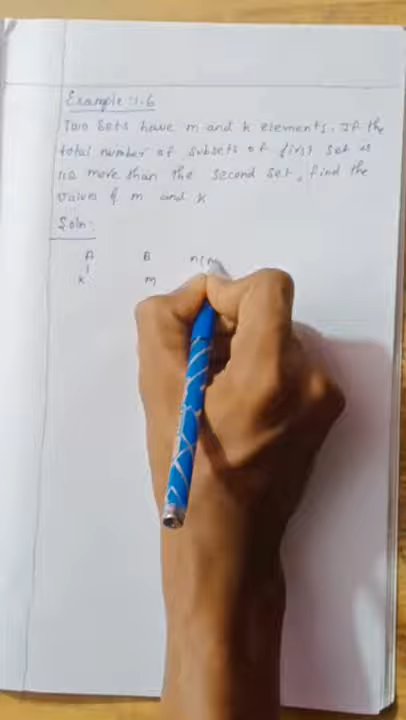 Example :1.6
Two sets have m and k elements. If the
total number of subsets of first set is
112 more than the second set, find the
values of m and k
Soln:
A B n(
k m